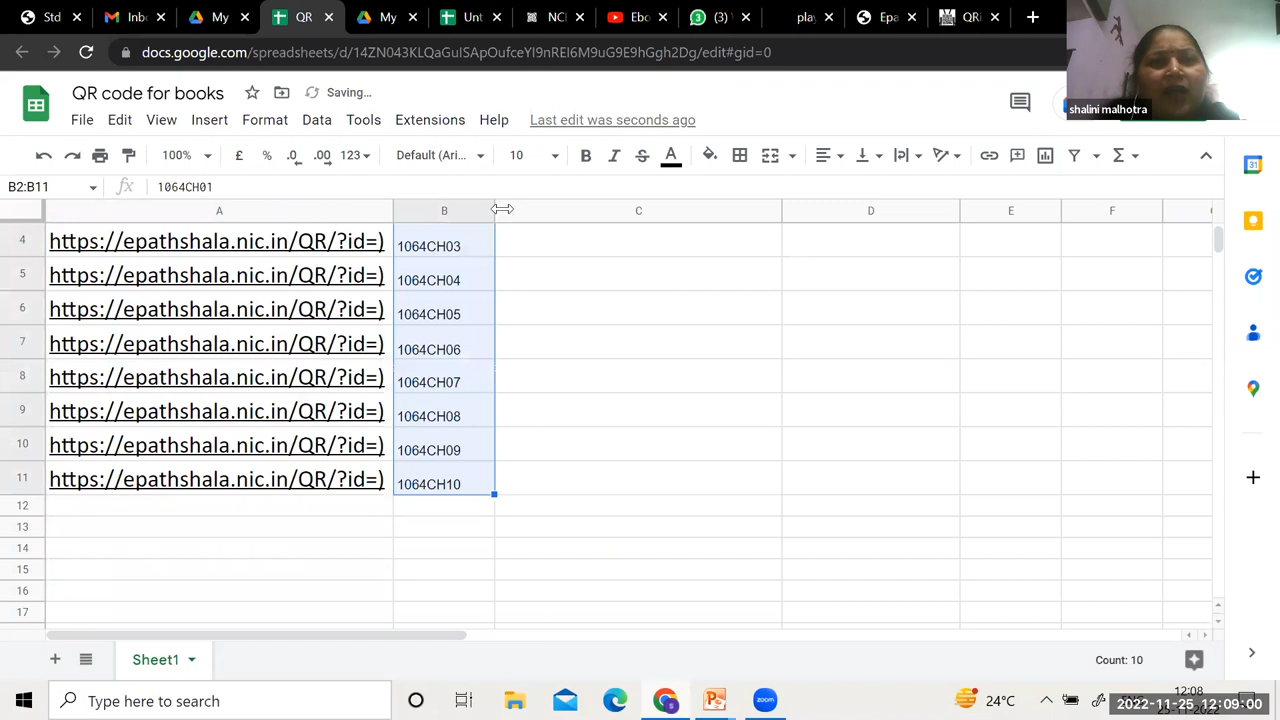 Std
Inb
My
QR
My
Unt
NCE
Ebo
3
(3)
play
Epa
QRi
docs.google.com/spreadsheets/d/14ZN043KLQaGuISApOufceYI9nREI6M9uG9E9hGgh2Dg/edit#gid=0
shalini malhotra
QR code for books
Saving...
File Edit View Insert Format Data Tools Extensions Help Last edit was seconds ago
100% £ % .0 .00 123 Default (Ari... 10 B I S A
31
B2:B11 fx 1064CH01
A B C D E F
4 https://epathshala.nic.in/QR/?id=) 1064CH03
5 https://epathshala.nic.in/QR/?id=) 1064CH04
6 https://epathshala.nic.in/QR/?id=) 1064CH05
7 https://epathshala.nic.in/QR/?id=) 1064CH06
8 https://epathshala.nic.in/QR/?id=) 1064CH07
9 https://epathshala.nic.in/QR/?id=) 1064CH08
10 https://epathshala.nic.in/QR/?id=) 1064CH09
11 https://epathshala.nic.in/QR/?id=) 1064CH10
12
13
14
15
16
17
Sheet1
Count: 10
Type here to search
zoom
24°C
12:08
2022-11-25 12:09:00